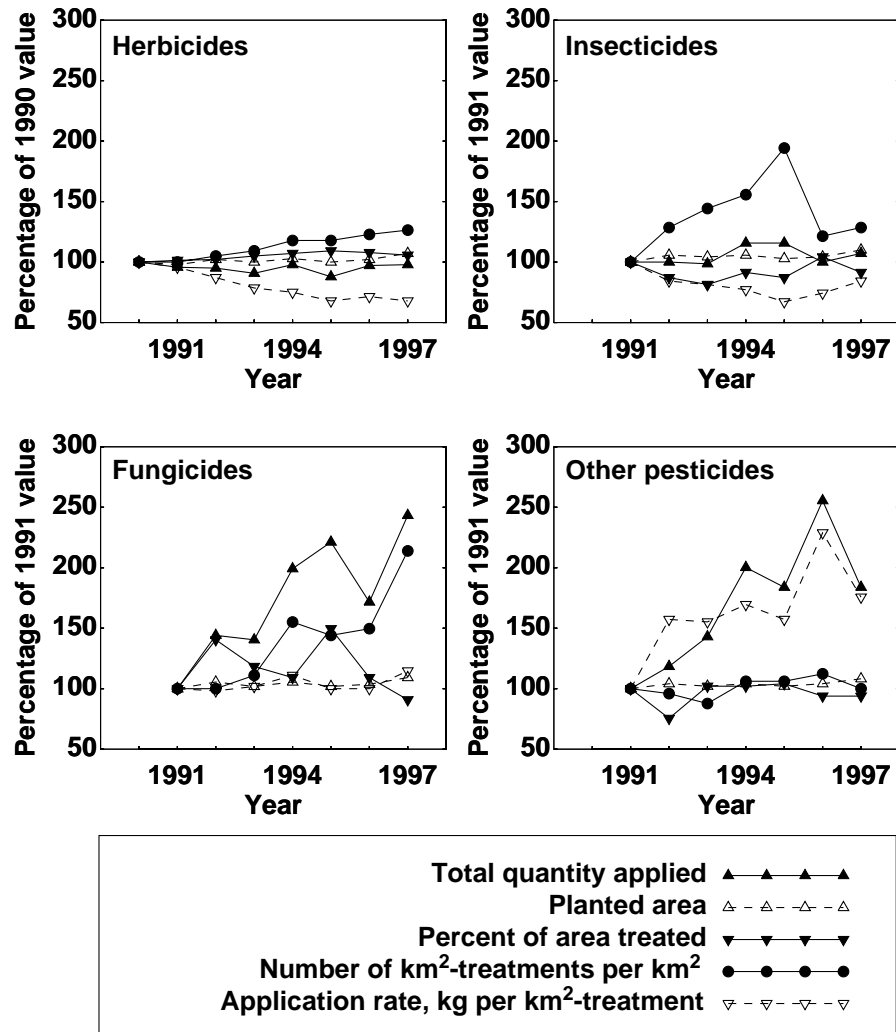 Herbicides
Percentage of 1990 value
300
250
200
150
100
50
1991 1994 1997
Year
Insecticides
Percentage of 1991 value
300
250
200
150
100
50
1991 1994 1997
Year
Fungicides
Percentage of 1991 value
300
250
200
150
100
50
1991 1994 1997
Year
Other pesticides
Percentage of 1991 value
300
250
200
150
100
50
1991 1994 1997
Year
Total quantity applied
Planted area
Percent of area treated
Number of km²-treatments per km²
Application rate, kg per km²-treatment